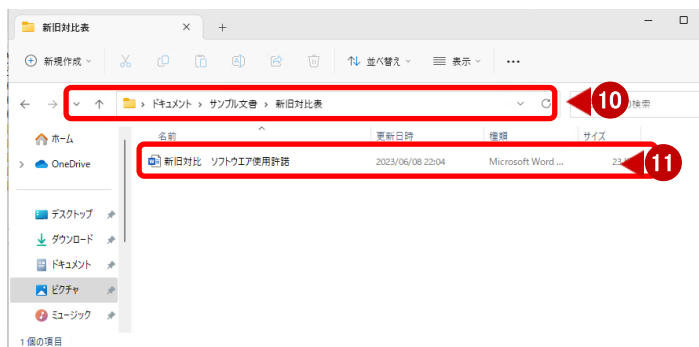 新旧対比表
新規作成 並べ替え 表示
ドキュメント サンプル文書 新旧対比表 検索
10
名前 更新日時 種類 サイズ
新旧対比 ソフトウエア使用許諾 2023/06/08 22:04 Microsoft Word ...
11
ホーム
OneDrive
デスクトップ
ダウンロード
ドキュメント
ピクチャ
ミュージック
1 個の項目